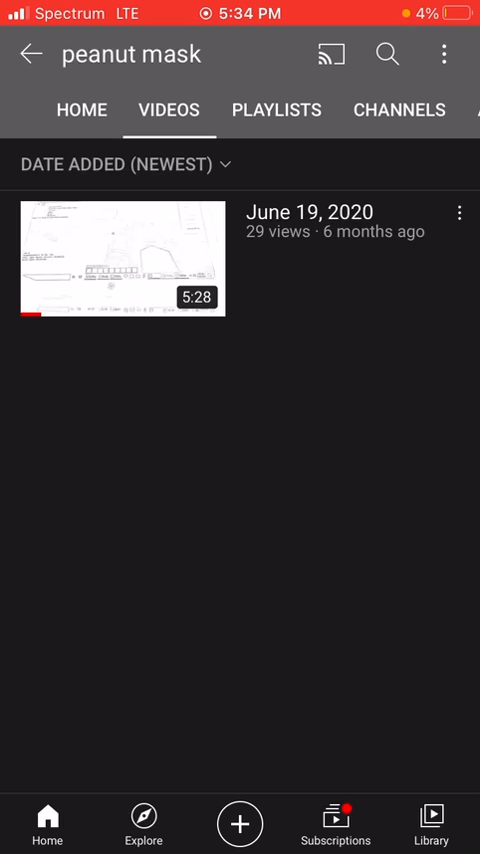 Spectrum LTE 5:34 PM 4%
peanut mask
HOME VIDEOS PLAYLISTS CHANNELS
DATE ADDED (NEWEST)
June 19, 2020
29 views · 6 months ago
5:28
Home Explore Subscriptions Library